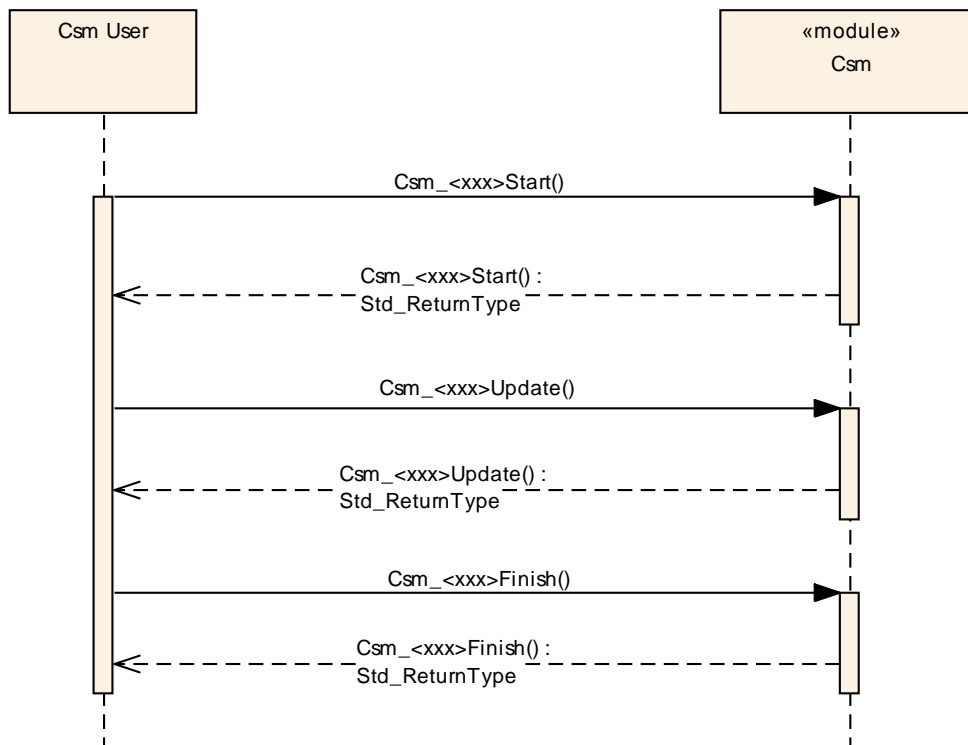 Csm User
«module»
Csm
Csm_<xxx>Start()
Csm_<xxx>Start() :
Std_ReturnType
Csm_<xxx>Update()
Csm_<xxx>Update() :
Std_ReturnType
Csm_<xxx>Finish()
Csm_<xxx>Finish() :
Std_ReturnType